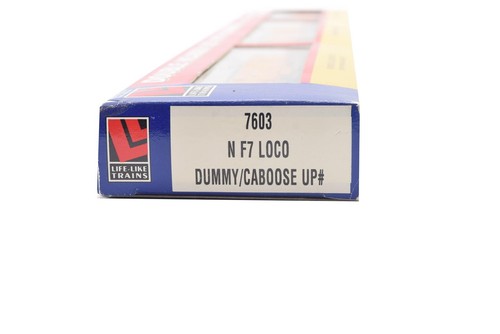 7603
N F7 LOCO
DUMMY/CABOOSE UP#
LIFE-LIKE
TRAINS